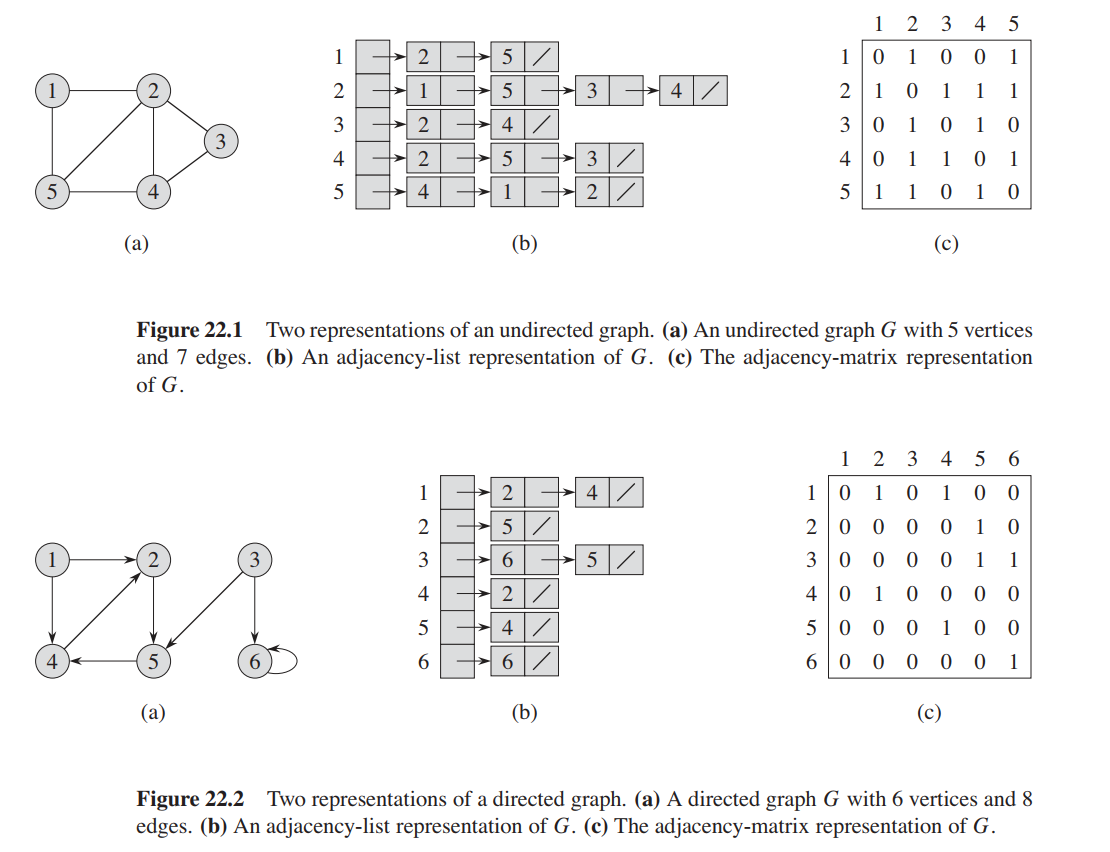 1 2
3
5 4
(a)
1 2 5
2 1 5 3 4
3 2 4
4 2 5 3
5 4 1 2
(b)
1 2 3 4 5
1 0 1 0 0 1
2 1 0 1 1 1
3 0 1 0 1 0
4 0 1 1 0 1
5 1 1 0 1 0
(c)
Figure 22.1 Two representations of an undirected graph. (a) An undirected graph G with 5 vertices
and 7 edges. (b) An adjacency-list representation of G. (c) The adjacency-matrix representation
of G.
1 2 3
4 5 6
(a)
1 2 4
2 5
3 6 5
4 2
5 4
6 6
(b)
1 2 3 4 5 6
1 0 1 0 1 0 0
2 0 0 0 0 1 0
3 0 0 0 0 1 1
4 0 1 0 0 0 0
5 0 0 0 1 0 0
6 0 0 0 0 0 1
(c)
Figure 22.2 Two representations of a directed graph. (a) A directed graph G with 6 vertices and 8
edges. (b) An adjacency-list representation of G. (c) The adjacency-matrix representation of G.